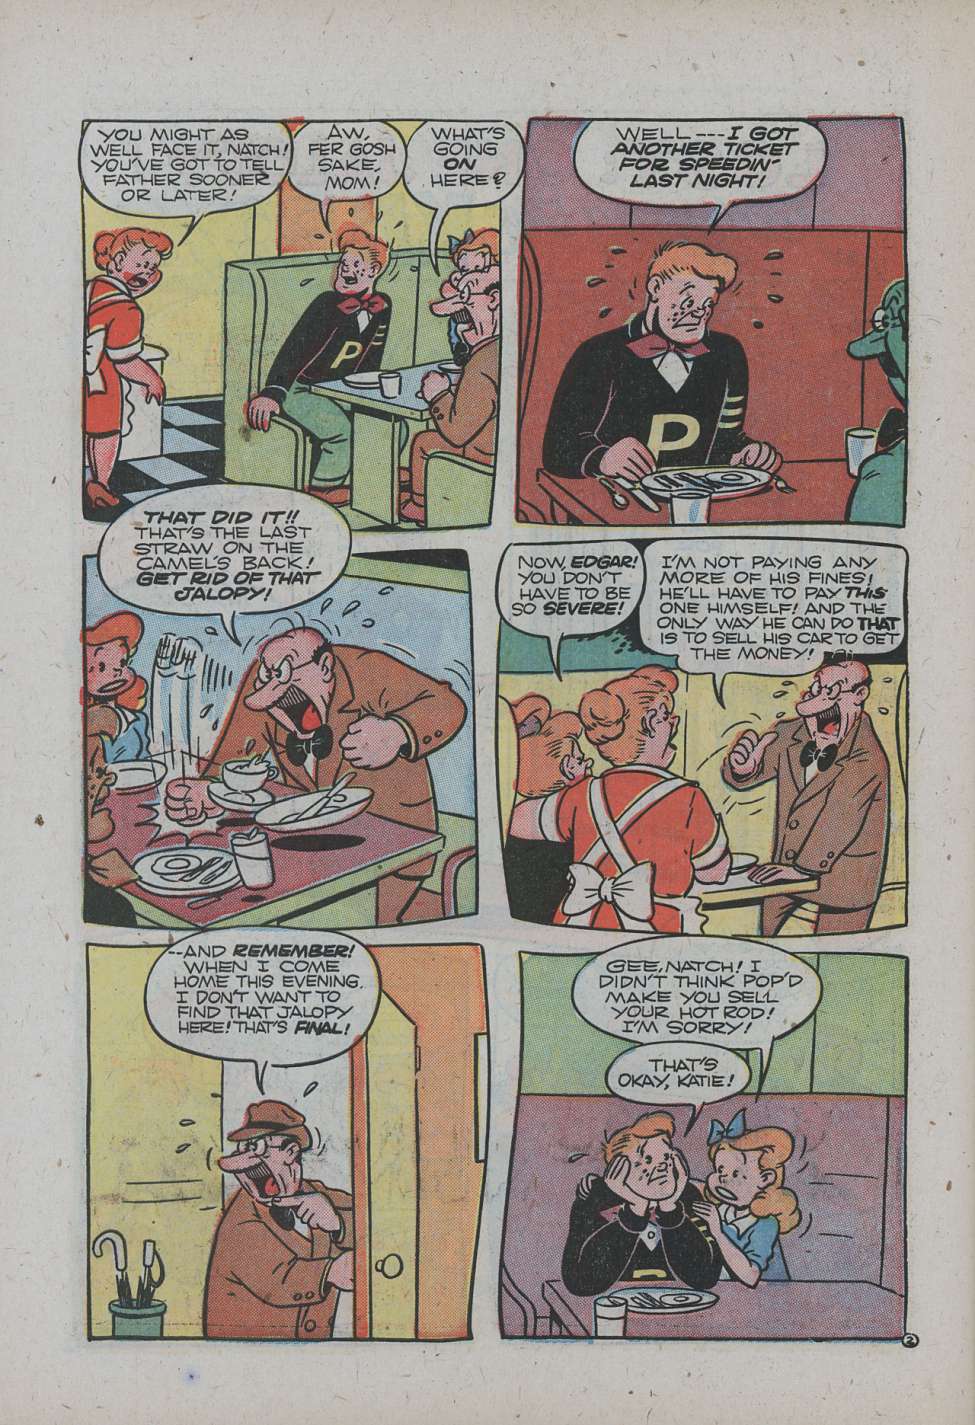 YOU MIGHT AS
WELL FACE IT, NATCH!
YOU'VE GOT TO TELL
FATHER SOONER
OR LATER!
AW,
FER GOSH
SAKE,
MOM!
WHAT'S
GOING
ON
HERE?
P
WELL --- I GOT
ANOTHER TICKET
FOR SPEEDIN'
LAST NIGHT!
P
THAT DID IT!!
THAT'S THE LAST
STRAW ON THE
CAMEL'S BACK!
GET RID OF THAT
JALOPY!
NOW, EDGAR!
YOU DON'T
HAVE TO BE
SO SEVERE!
I'M NOT PAYING ANY
MORE OF HIS FINES!
HE'LL HAVE TO PAY THIS
ONE HIMSELF! AND THE
ONLY WAY HE CAN DO THAT
IS TO SELL HIS CAR TO GET
THE MONEY!
--AND REMEMBER!
WHEN I COME
HOME THIS EVENING,
I DON'T WANT TO
FIND THAT JALOPY
HERE! THAT'S FINAL!
GEE, NATCH! I
DIDN'T THINK POP'D
MAKE YOU SELL
YOUR HOT ROD!
I'M SORRY!
THAT'S
OKAY, KATIE!
2